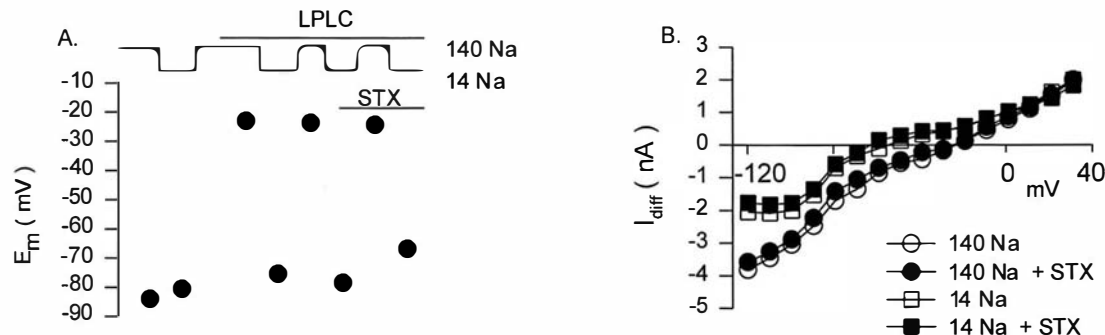 A.
LPLC
140 Na
14 Na
STX
-10
-20
-30
-40
-50
-60
-70
-80
-90
E_m ( mV )
B.
3
2
1
0
-1
-2
-3
-4
-5
I_diff ( nA )
-120
0
40
mV
140 Na
140 Na + STX
14 Na
14 Na + STX